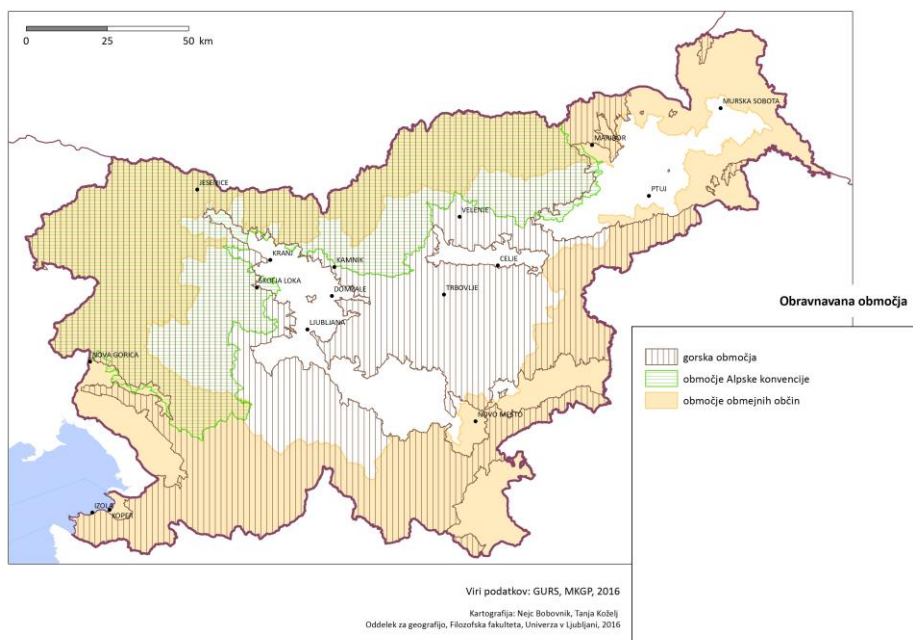 0 25 50 km
MURSKA SOBOTA
MARIBOR
JESENICE
PTUJ
VELENJE
KRANJ
KAMNIK
CELJE
ŠKOFJA LOKA
DOMŽALE
TRBOVLJE
LJUBLJANA
NOVA GORICA
NOVO MESTO
IZOLA
KOPER
Obravnavana območja
gorska območja
območje Alpske konvencije
območje obmejnih občin
Viri podatkov: GURS, MKGP, 2016
Kartografija: Nejc Bobovnik, Tanja Koželj
Oddelek za geografijo, Filozofska fakulteta, Univerza v Ljubljani, 2016